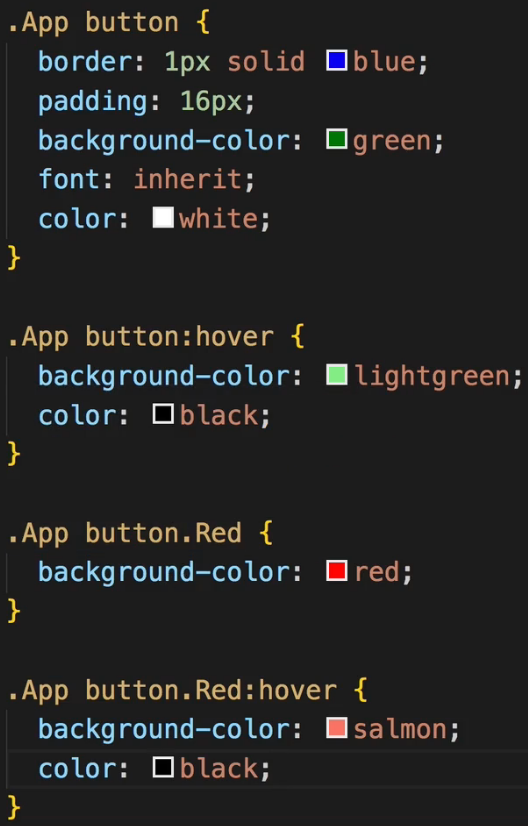 .App button {
  border: 1px solid blue;
  padding: 16px;
  background-color: green;
  font: inherit;
  color: white;
}

.App button:hover {
  background-color: lightgreen;
  color: black;
}

.App button.Red {
  background-color: red;
}

.App button.Red:hover {
  background-color: salmon;
  color: black;
}